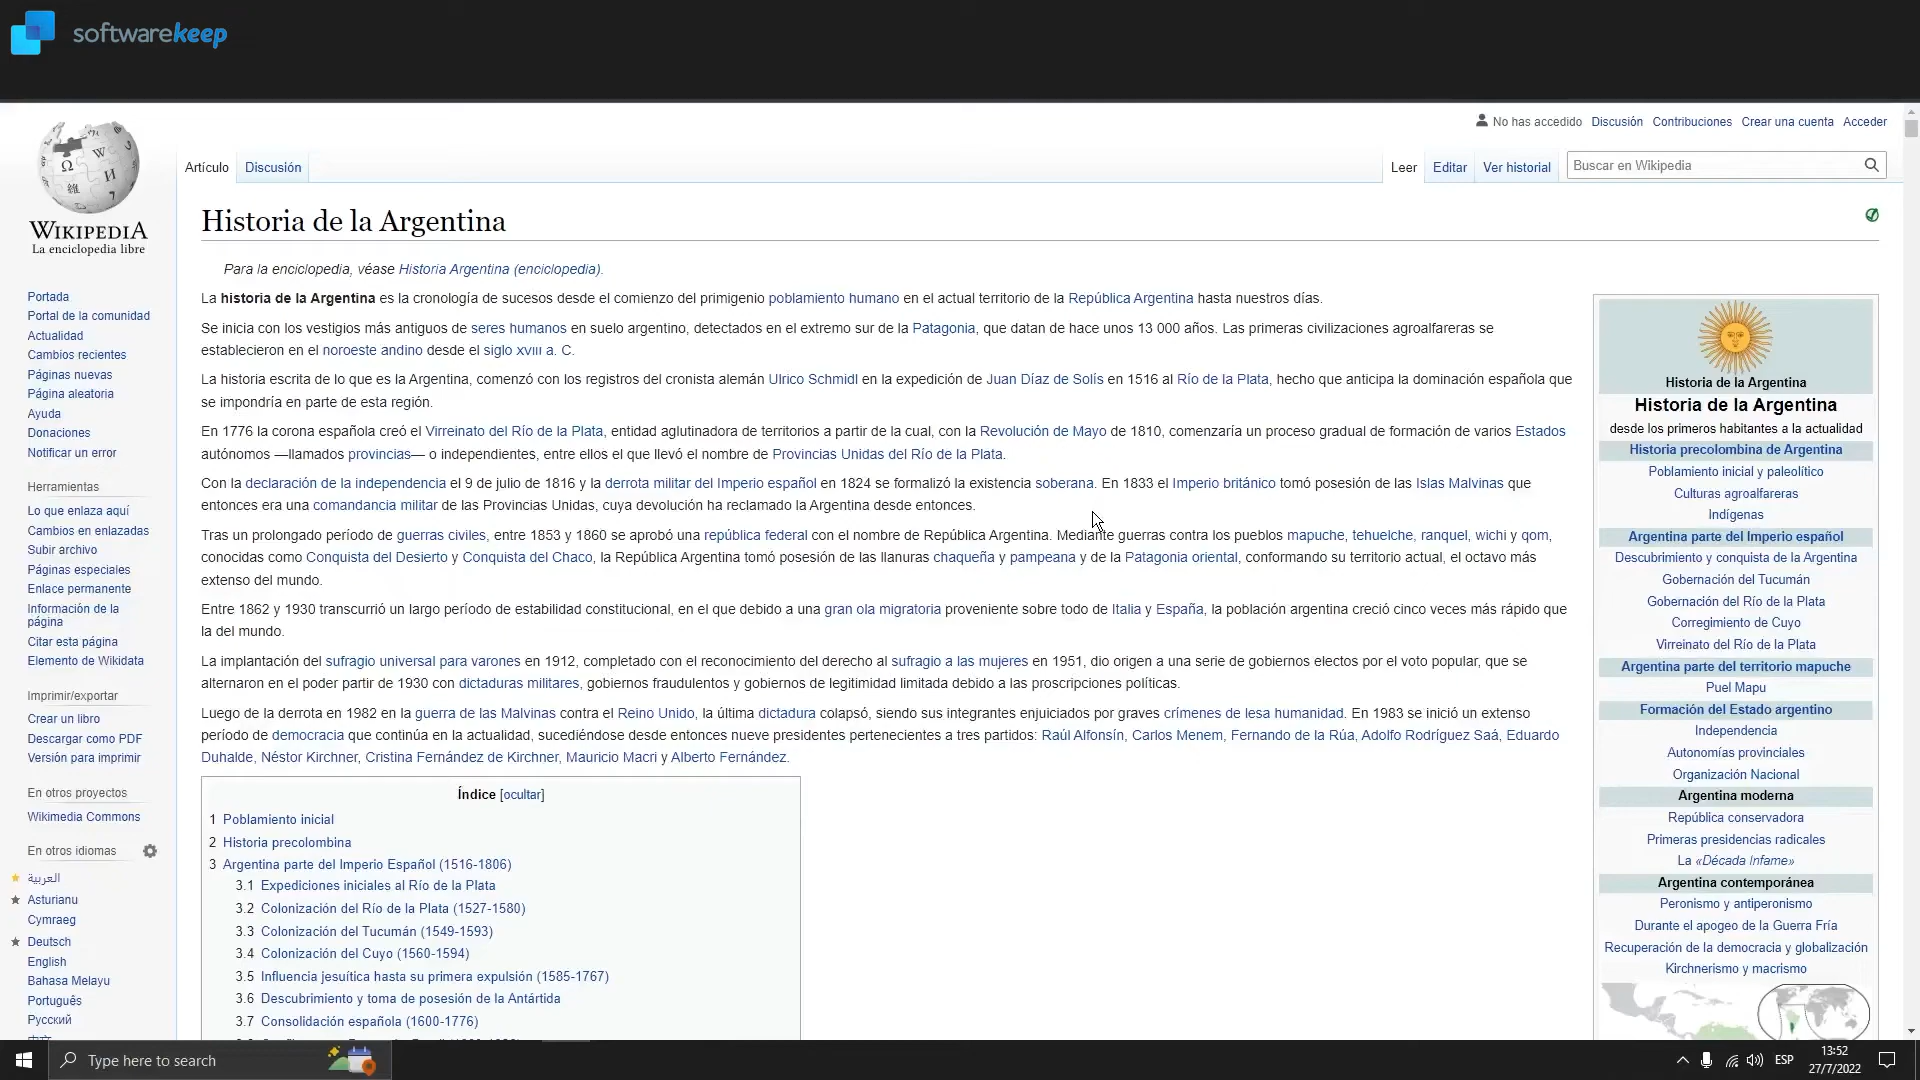 softwarekeep
No has accedido Discusión Contribuciones Crear una cuenta Acceder
Artículo Discusión Leer Editar Ver historial Buscar en Wikipedia
WIKIPEDIA
La enciclopedia libre
Portada
Portal de la comunidad
Actualidad
Cambios recientes
Páginas nuevas
Página aleatoria
Ayuda
Donaciones
Notificar un error
Herramientas
Lo que enlaza aquí
Cambios en enlazadas
Subir archivo
Páginas especiales
Enlace permanente
Información de la
página
Citar esta página
Elemento de Wikidata
Imprimir/exportar
Crear un libro
Descargar como PDF
Versión para imprimir
En otros proyectos
Wikimedia Commons
En otros idiomas
العربية
Asturianu
Cymraeg
Deutsch
English
Bahasa Melayu
Português
Русский
Historia de la Argentina
Para la enciclopedia, véase Historia Argentina (enciclopedia).
La historia de la Argentina es la cronología de sucesos desde el comienzo del primigenio poblamiento humano en el actual territorio de la República Argentina hasta nuestros días.
Se inicia con los vestigios más antiguos de seres humanos en suelo argentino, detectados en el extremo sur de la Patagonia, que datan de hace unos 13 000 años. Las primeras civilizaciones agroalfareras se
establecieron en el noroeste andino desde el siglo XVIII a. C.
La historia escrita de lo que es la Argentina, comenzó con los registros del cronista alemán Ulrico Schmidl en la expedición de Juan Díaz de Solís en 1516 al Río de la Plata, hecho que anticipa la dominación española que
se impondría en parte de esta región.
En 1776 la corona española creó el Virreinato del Río de la Plata, entidad aglutinadora de territorios a partir de la cual, con la Revolución de Mayo de 1810, comenzaría un proceso gradual de formación de varios Estados
autónomos —llamados provincias— o independientes, entre ellos el que llevó el nombre de Provincias Unidas del Río de la Plata.
Con la declaración de la independencia el 9 de julio de 1816 y la derrota militar del Imperio español en 1824 se formalizó la existencia soberana. En 1833 el Imperio británico tomó posesión de las Islas Malvinas que
entonces era una comandancia militar de las Provincias Unidas, cuya devolución ha reclamado la Argentina desde entonces.
Tras un prolongado período de guerras civiles, entre 1853 y 1860 se aprobó una república federal con el nombre de República Argentina. Mediante guerras contra los pueblos mapuche, tehuelche, ranquel, wichi y qom,
conocidas como Conquista del Desierto y Conquista del Chaco, la República Argentina tomó posesión de las llanuras chaqueña y pampeana y de la Patagonia oriental, conformando su territorio actual, el octavo más
extenso del mundo.
Entre 1862 y 1930 transcurrió un largo período de estabilidad constitucional, en el que debido a una gran ola migratoria proveniente sobre todo de Italia y España, la población argentina creció cinco veces más rápido que
la del mundo.
La implantación del sufragio universal para varones en 1912, completado con el reconocimiento del derecho al sufragio a las mujeres en 1951, dio origen a una serie de gobiernos electos por el voto popular, que se
alternaron en el poder partir de 1930 con dictaduras militares, gobiernos fraudulentos y gobiernos de legitimidad limitada debido a las proscripciones políticas.
Luego de la derrota en 1982 en la guerra de las Malvinas contra el Reino Unido, la última dictadura colapsó, siendo sus integrantes enjuiciados por graves crímenes de lesa humanidad. En 1983 se inició un extenso
período de democracia que continúa en la actualidad, sucediéndose desde entonces nueve presidentes pertenecientes a tres partidos: Raúl Alfonsín, Carlos Menem, Fernando de la Rúa, Adolfo Rodríguez Saá, Eduardo
Duhalde, Néstor Kirchner, Cristina Fernández de Kirchner, Mauricio Macri y Alberto Fernández.
Índice [ocultar]
1 Poblamiento inicial
2 Historia precolombina
3 Argentina parte del Imperio Español (1516-1806)
3.1 Expediciones iniciales al Río de la Plata
3.2 Colonización del Río de la Plata (1527-1580)
3.3 Colonización del Tucumán (1549-1593)
3.4 Colonización del Cuyo (1560-1594)
3.5 Influencia jesuítica hasta su primera expulsión (1585-1767)
3.6 Descubrimiento y toma de posesión de la Antártida
3.7 Consolidación española (1600-1776)
Historia de la Argentina
Historia de la Argentina
desde los primeros habitantes a la actualidad
Historia precolombina de Argentina
Poblamiento inicial y paleolítico
Culturas agroalfareras
Indígenas
Argentina parte del Imperio español
Descubrimiento y conquista de la Argentina
Gobernación del Tucumán
Gobernación del Río de la Plata
Corregimiento de Cuyo
Virreinato del Río de la Plata
Argentina parte del territorio mapuche
Puel Mapu
Formación del Estado argentino
Independencia
Autonomías provinciales
Organización Nacional
Argentina moderna
República conservadora
Primeras presidencias radicales
La «Década Infame»
Argentina contemporánea
Peronismo y antiperonismo
Durante el apogeo de la Guerra Fría
Recuperación de la democracia y globalización
Kirchnerismo y macrismo
Type here to search
ESP
13:52
27/7/2022